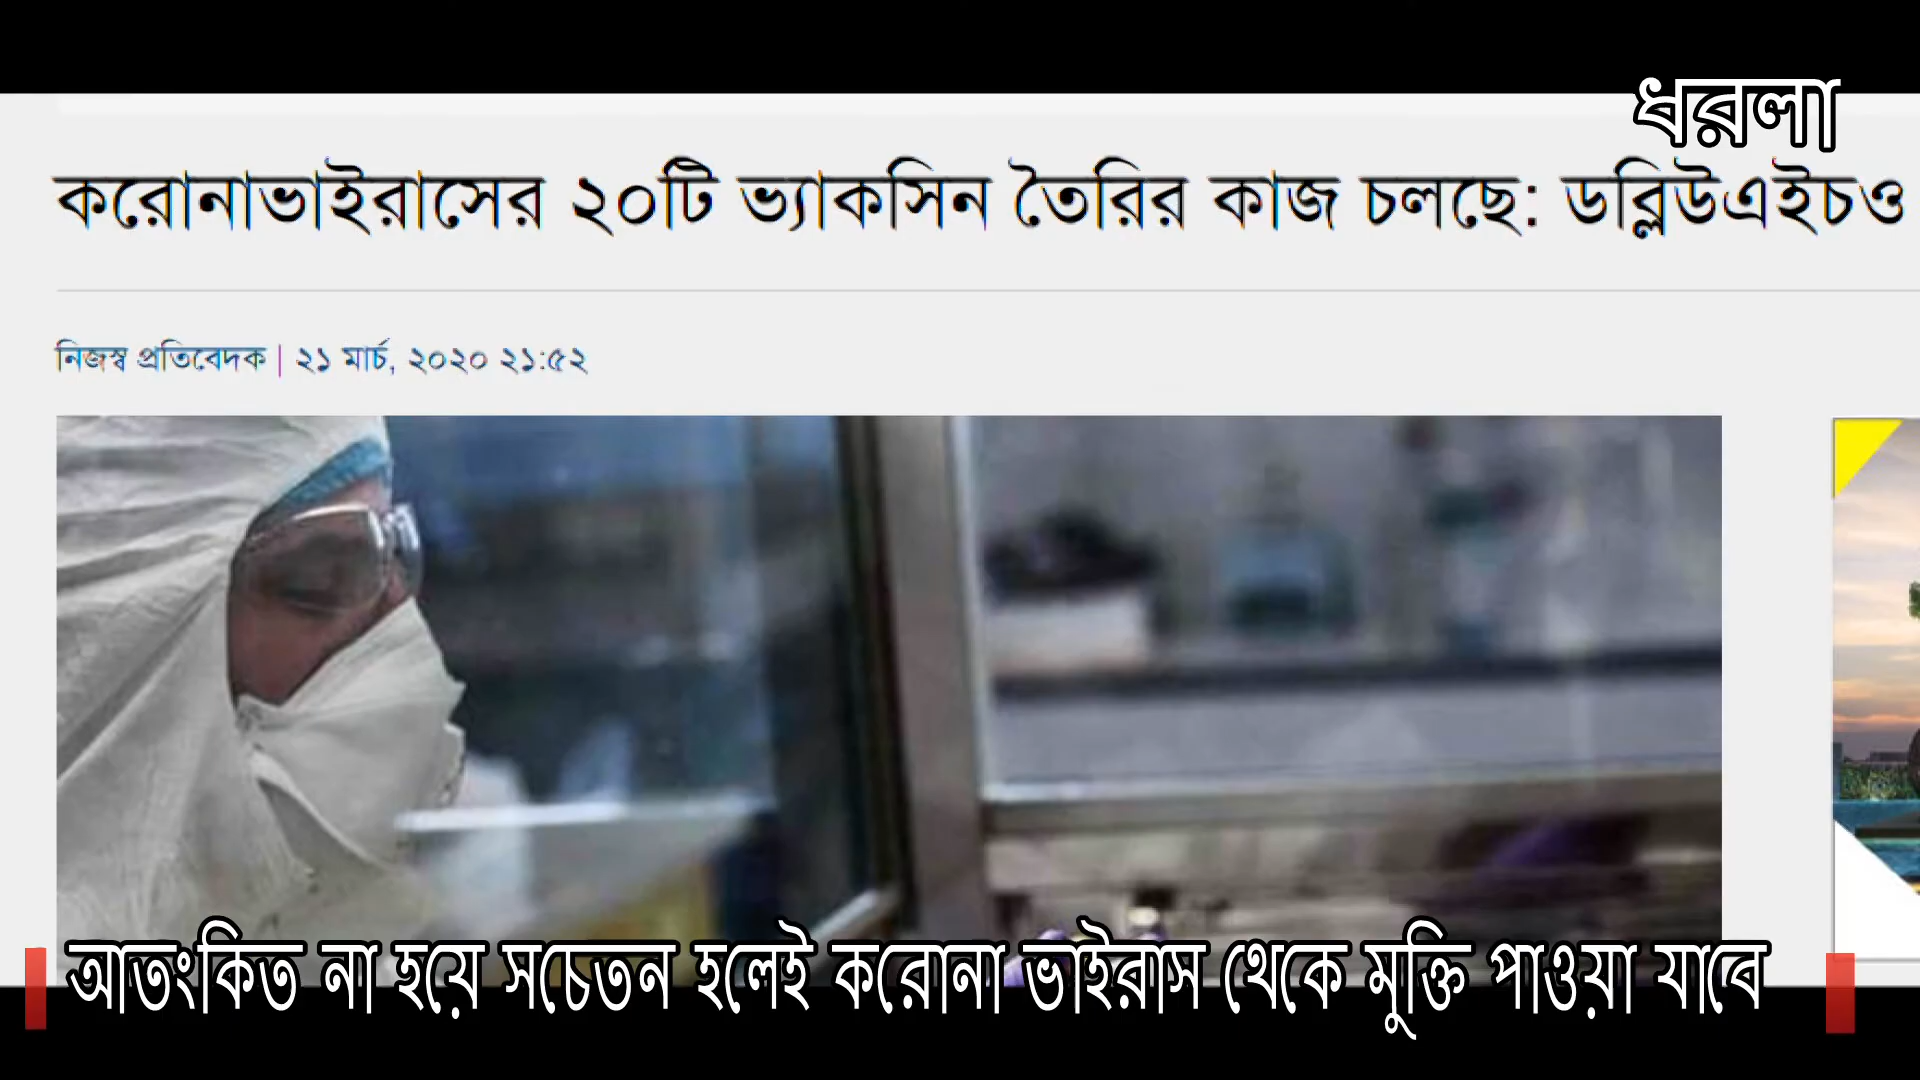 ধরলা
করোনাভাইরাসের ২০টি ভ্যাকসিন তৈরির কাজ চলছে: ডব্লিউএইচও
নিজস্ব প্রতিবেদক | ২১ মার্চ, ২০২০ ২১:৫২
আতংকিত না হয়ে সচেতন হলেই করোনা ভাইরাস থেকে মুক্তি পাওয়া যাবে